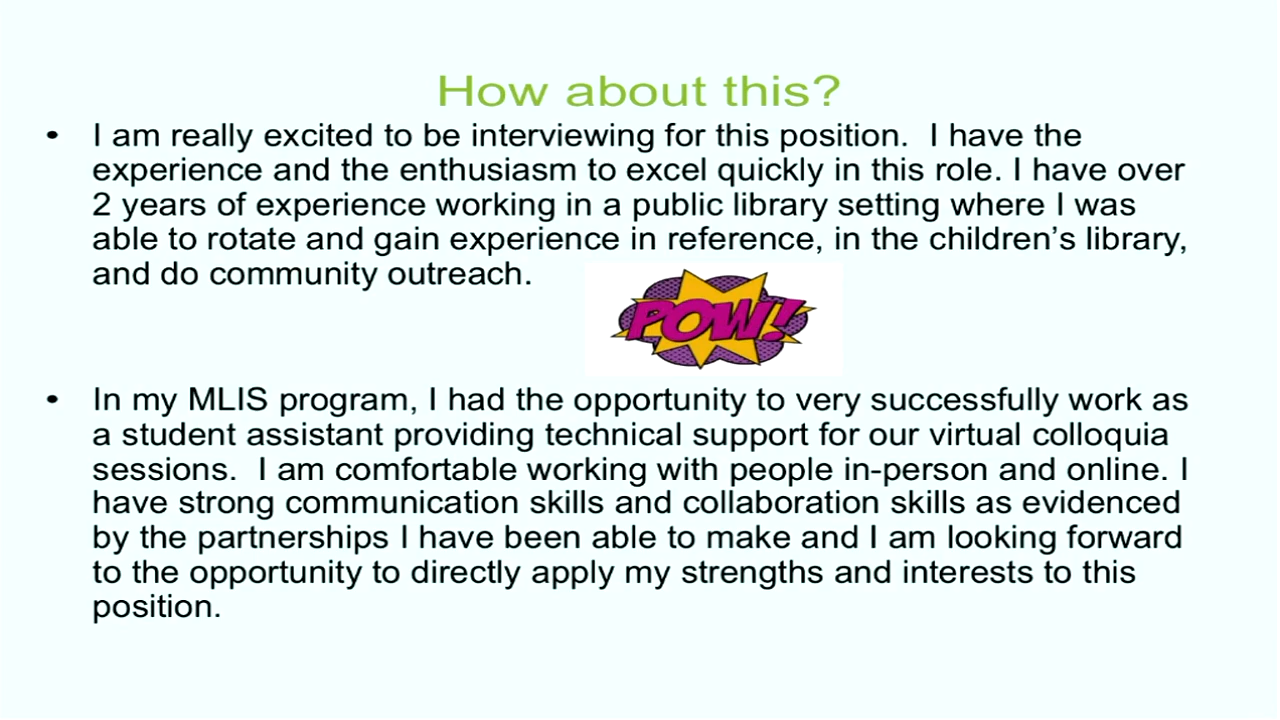 How about this?
• I am really excited to be interviewing for this position.  I have the
experience and the enthusiasm to excel quickly in this role. I have over
2 years of experience working in a public library setting where I was
able to rotate and gain experience in reference, in the children’s library,
and do community outreach.
POW!
• In my MLIS program, I had the opportunity to very successfully work as
a student assistant providing technical support for our virtual colloquia
sessions.  I am comfortable working with people in-person and online. I
have strong communication skills and collaboration skills as evidenced
by the partnerships I have been able to make and I am looking forward
to the opportunity to directly apply my strengths and interests to this
position.